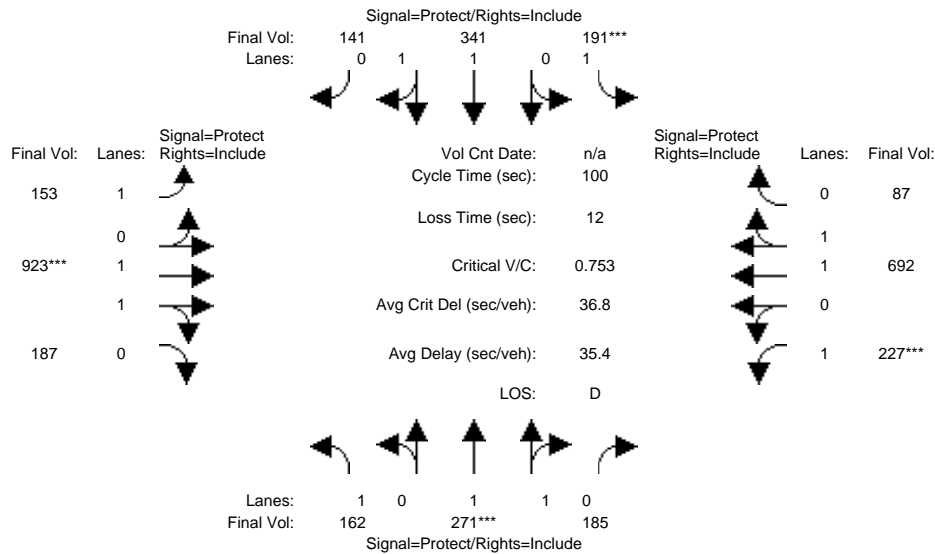 Signal=Protect/Rights=Include
Final Vol: 141 341 191***
Lanes: 0 1 1 0 1
Signal=Protect
Final Vol: Lanes: Rights=Include
Vol Cnt Date: n/a
Signal=Protect
Rights=Include Lanes: Final Vol:
Cycle Time (sec): 100
153 1
0 87
Loss Time (sec): 12
0
1
923*** 1
Critical V/C: 0.753
1 692
1
Avg Crit Del (sec/veh): 36.8
0
187 0
Avg Delay (sec/veh): 35.4
1 227***
LOS: D
Lanes: 1 0 1 1 0
Final Vol: 162 271*** 185
Signal=Protect/Rights=Include